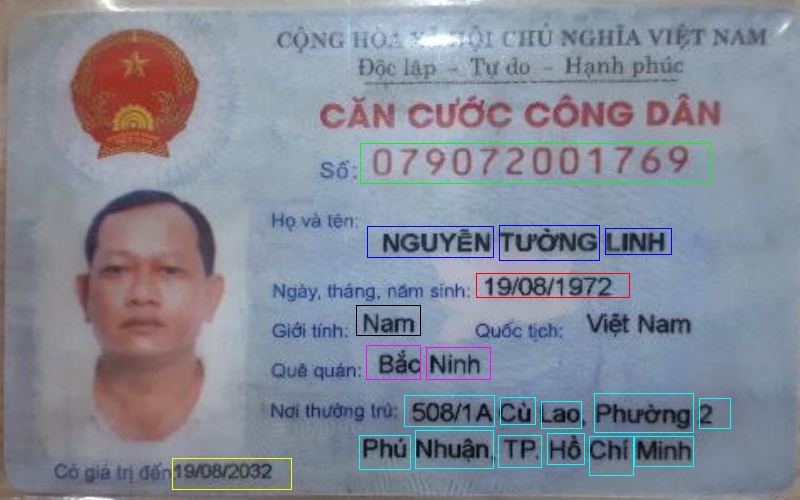 CỘNG HÒA XÃ HỘI CHỦ NGHĨA VIỆT NAM
Độc lập - Tự do - Hạnh phúc
CĂN CƯỚC CÔNG DÂN
Số: 079072001769
Họ và tên:
NGUYỄN TƯỜNG LINH
Ngày, tháng, năm sinh: 19/08/1972
Giới tính: Nam Quốc tịch: Việt Nam
Quê quán: Bắc Ninh
Nơi thường trú: 508/1A Cù Lao, Phường 2
Phú Nhuận, TP. Hồ Chí Minh
Có giá trị đến 19/08/2032